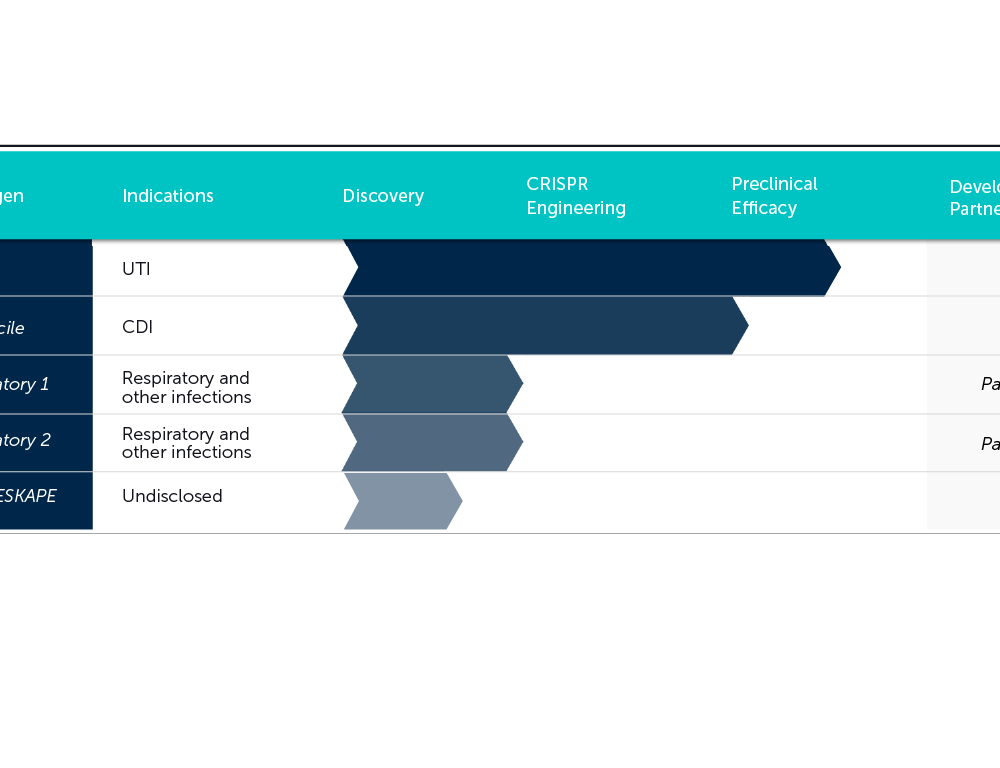 gen
Indications
Discovery
CRISPR
Engineering
Preclinical
Efficacy
Develo
Partne
UTI
cile
CDI
atory 1
Respiratory and
other infections
Pa
atory 2
Respiratory and
other infections
Pa
ESKAPE
Undisclosed